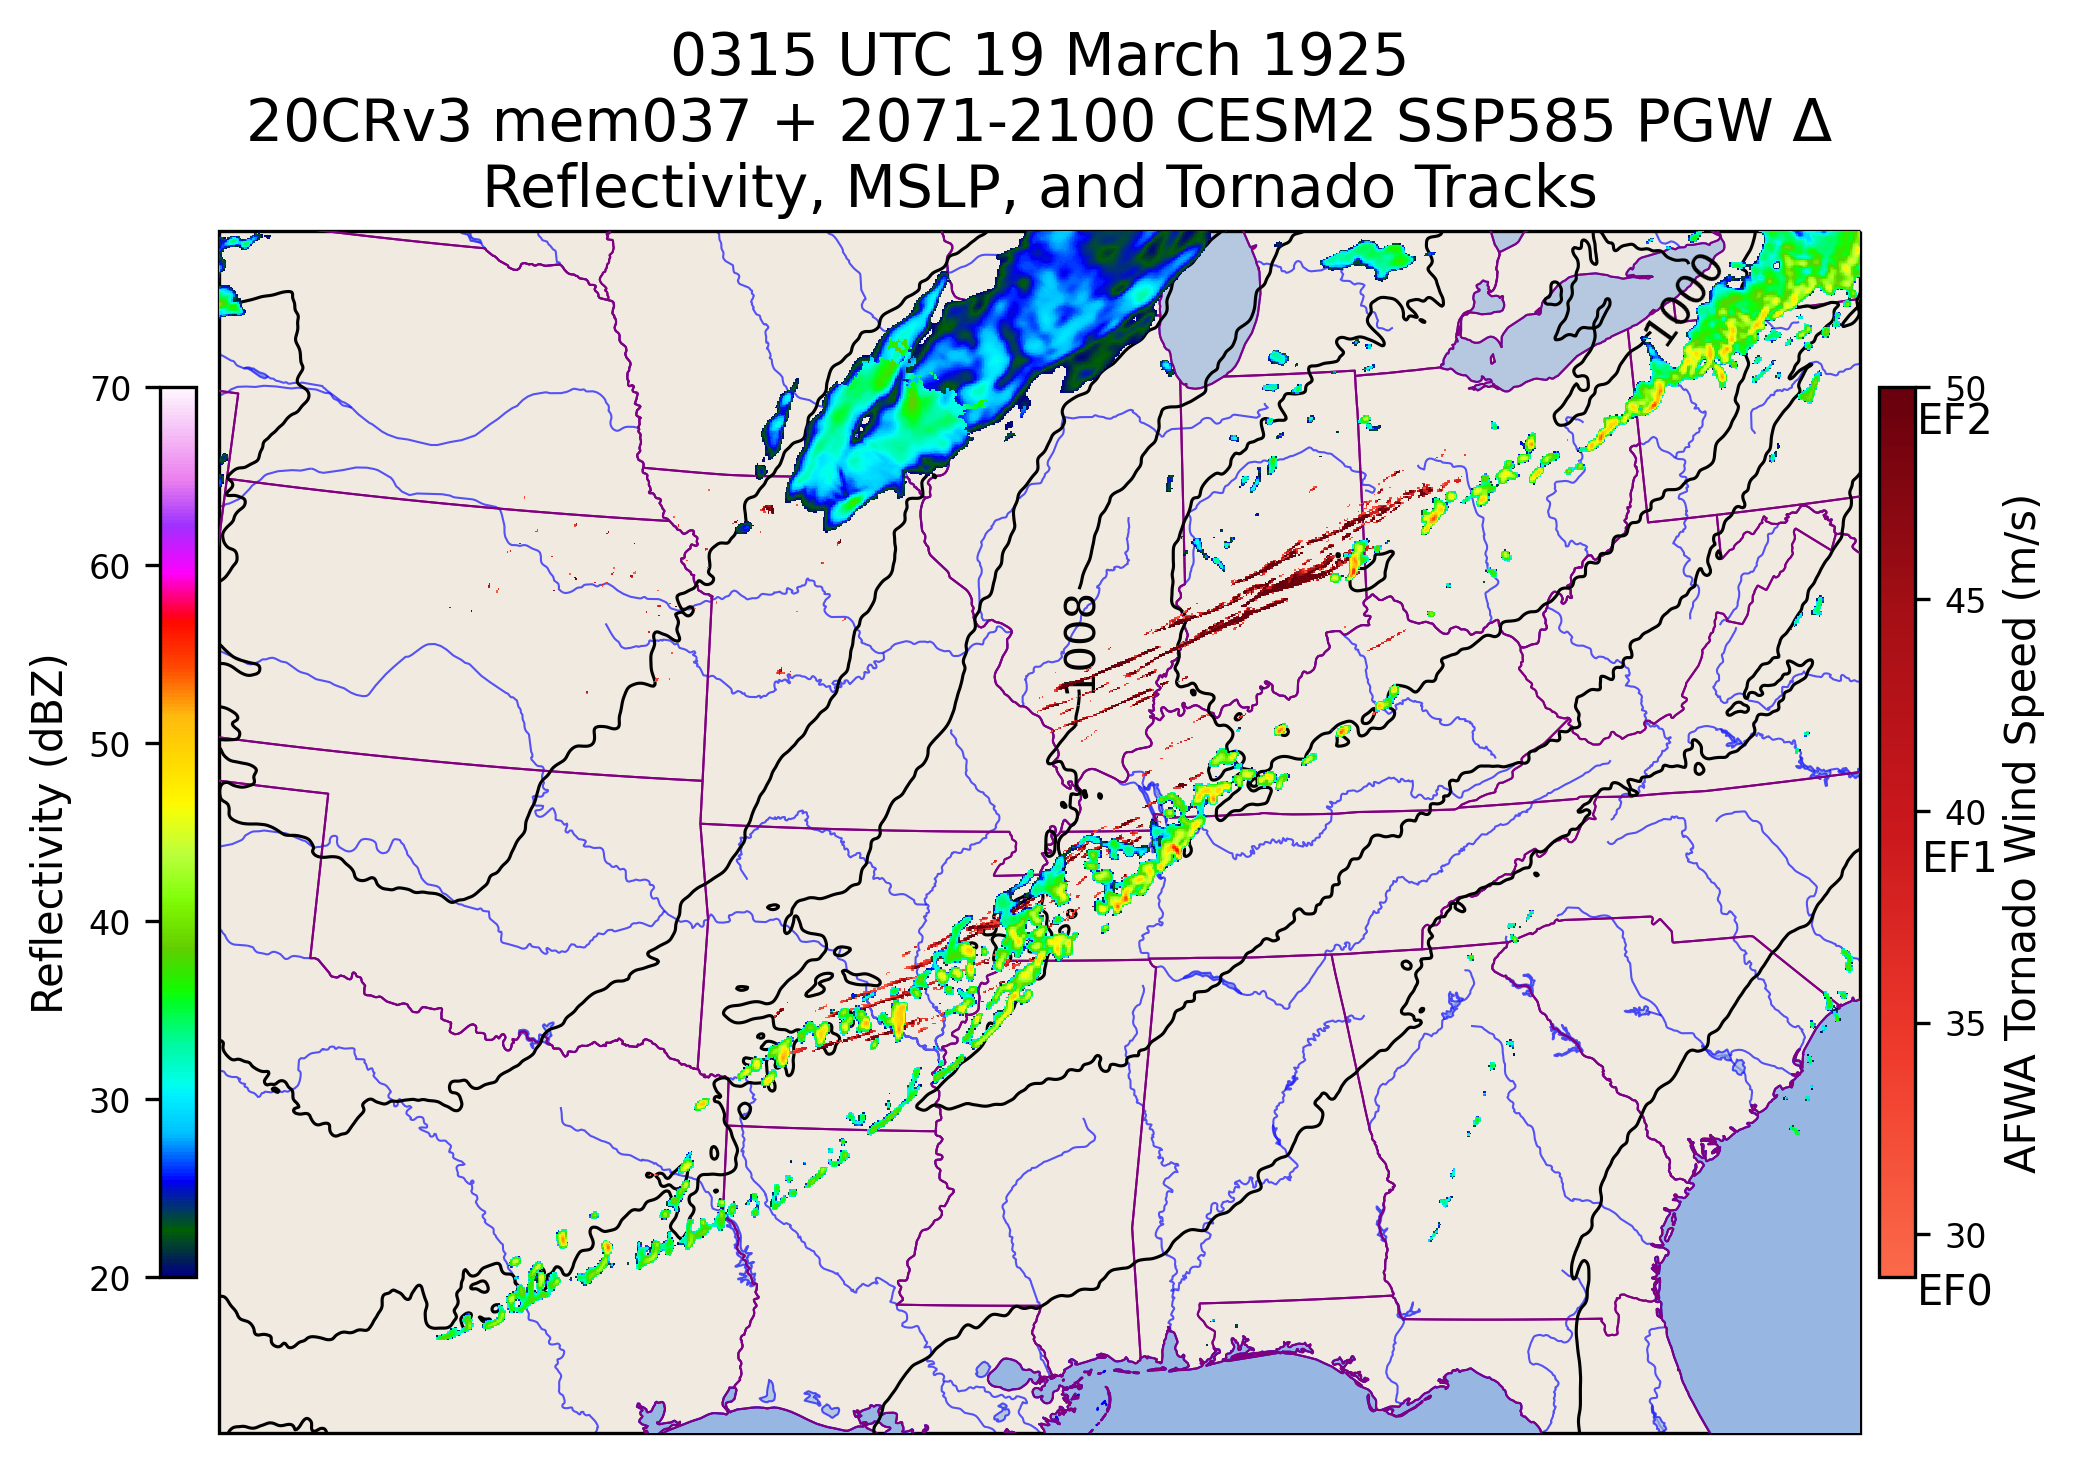 0315 UTC 19 March 1925
20CRv3 mem037 + 2071-2100 CESM2 SSP585 PGW Δ
Reflectivity, MSLP, and Tornado Tracks
1000
1008
Reflectivity (dBZ)
70
60
50
40
30
20
50
EF2
45
40
EF1
35
30
EF0
AFWA Tornado Wind Speed (m/s)